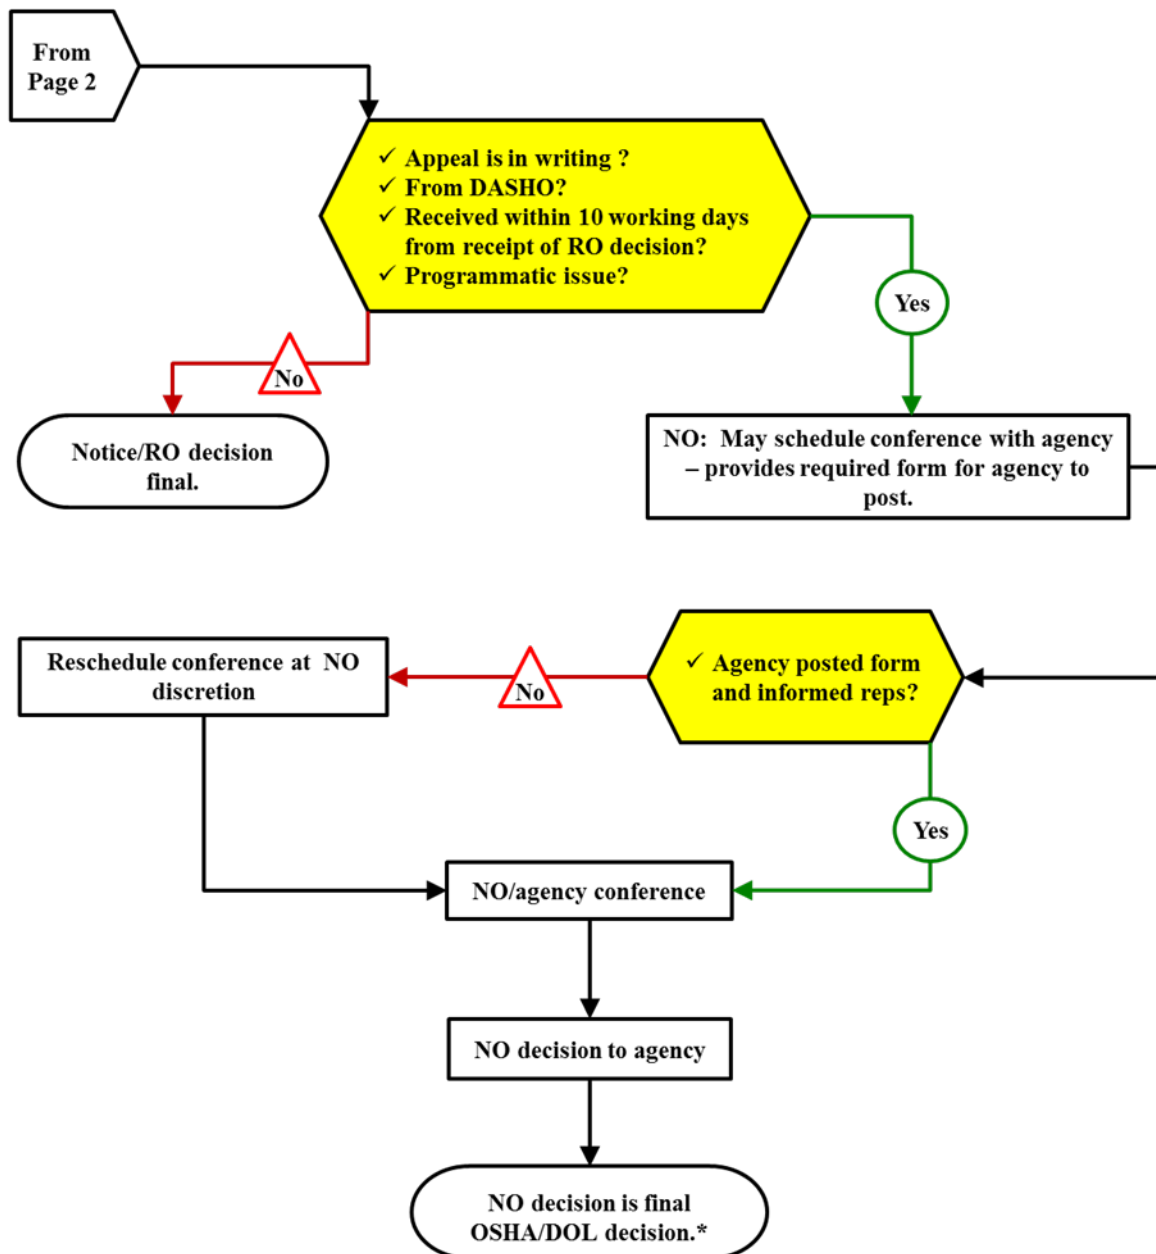 From
Page 2
✓ Appeal is in writing ?
✓ From DASHO?
✓ Received within 10 working days
from receipt of RO decision?
✓ Programmatic issue?
Yes
No
Notice/RO decision
final.
NO: May schedule conference with agency
– provides required form for agency to
post.
Reschedule conference at NO
discretion
No
✓ Agency posted form
and informed reps?
Yes
NO/agency conference
NO decision to agency
NO decision is final
OSHA/DOL decision.*